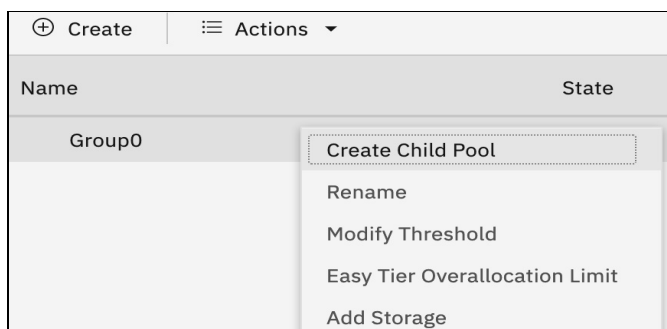 Create Actions
Name State
Group0
Create Child Pool
Rename
Modify Threshold
Easy Tier Overallocation Limit
Add Storage